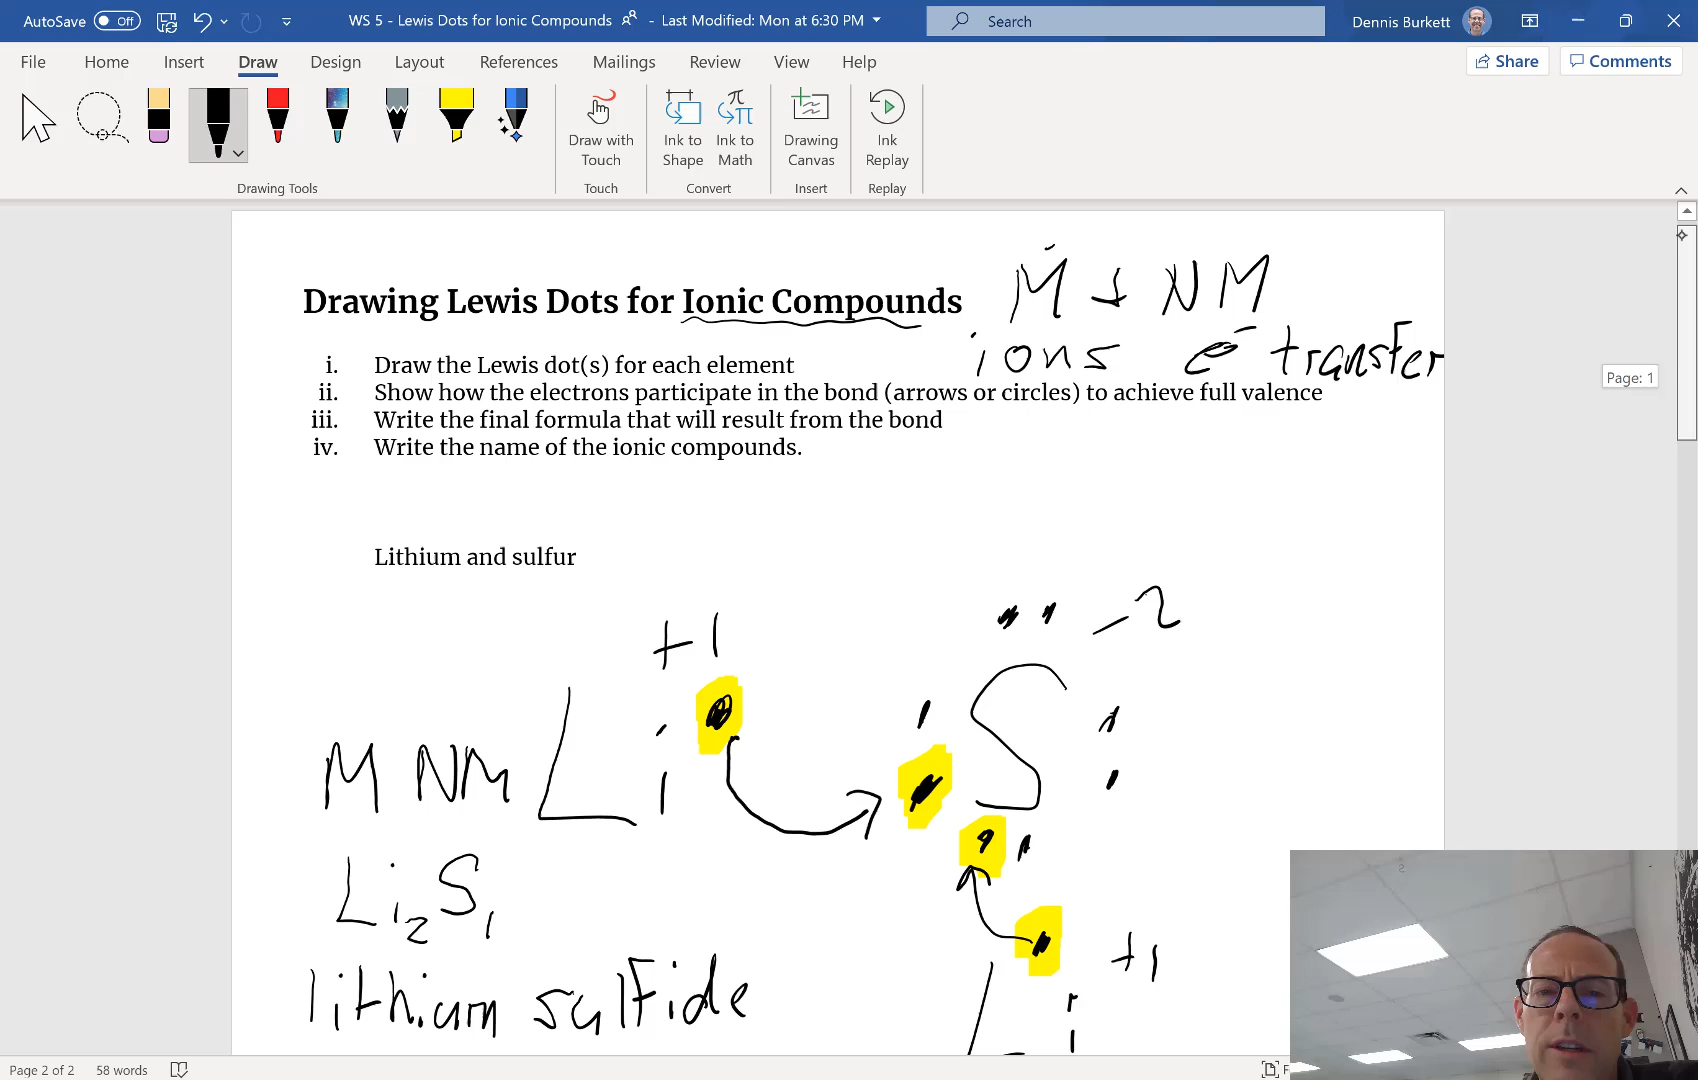 AutoSave Off WS 5 - Lewis Dots for Ionic Compounds - Last Modified: Mon at 6:30 PM Search Dennis Burkett
File Home Insert Draw Design Layout References Mailings Review View Help Share Comments
Draw with Touch
Ink to Shape
Ink to Math
Drawing Canvas
Ink Replay
Drawing Tools Touch Convert Insert Replay
M + NM
Drawing Lewis Dots for Ionic Compounds
ions e- transfer
i. Draw the Lewis dot(s) for each element
ii. Show how the electrons participate in the bond (arrows or circles) to achieve full valence
iii. Write the final formula that will result from the bond
iv. Write the name of the ionic compounds.
Page: 1
Lithium and sulfur
+1 -2
M NM Li S
Li2S1
+1
lithium sulfide Li
Page 2 of 2 58 words